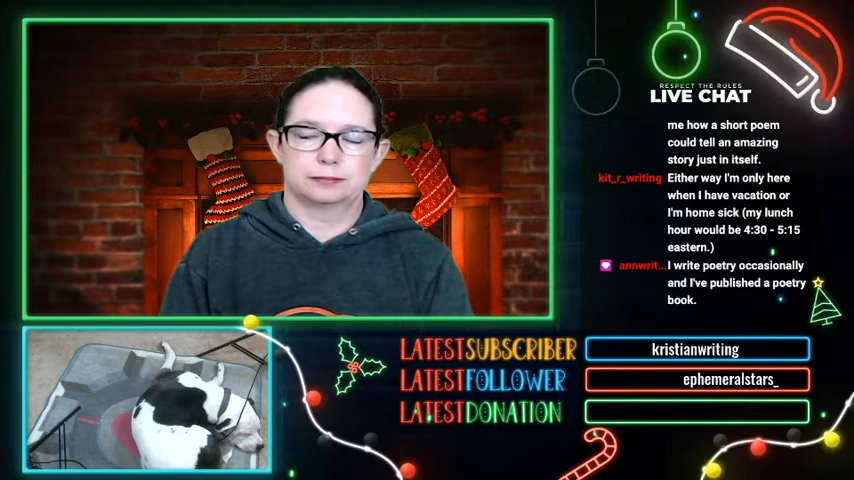 RESPECT THE RULES
LIVE CHAT
me how a short poem
could tell an amazing
story just in itself.
kit_r_writing Either way I'm only here
when I have vacation or
I'm home sick (my lunch
hour would be 4:30 - 5:15
eastern.)
annwrit... I write poetry occasionally
and I've published a poetry
book.
LATESTSUBSCRIBER kristianwriting
LATESTFOLLOWER ephemeralstars_
LATESTDONATION